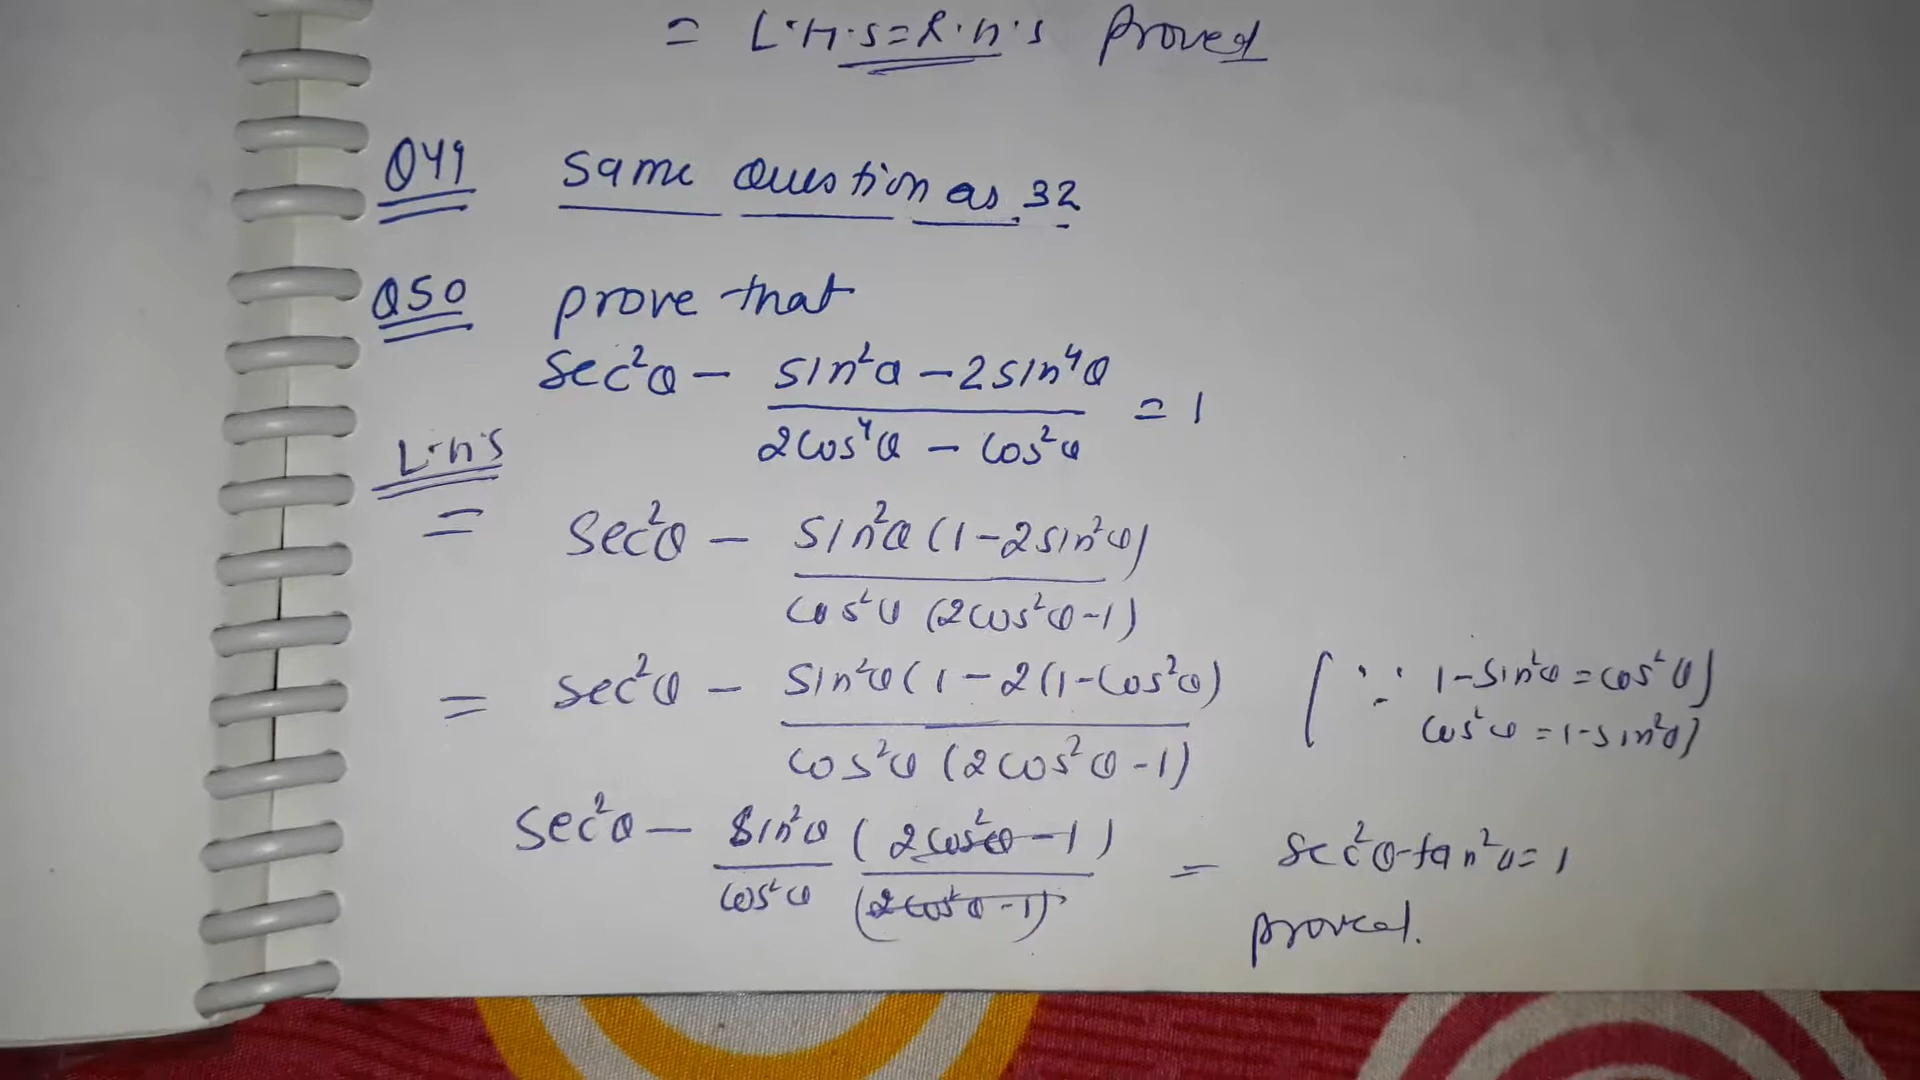 = L.H.S=R.H.S Proved
Q49 Same Question as 32
Q50 prove that
sec²θ - (sin²θ - 2sin⁴θ)/(2cos⁴θ - cos²θ) = 1
L.H.S
= sec²θ - sin²θ(1-2sin²θ)/cos²θ(2cos²θ-1)
= sec²θ - sin²θ(1-2(1-cos²θ)/cos²θ(2cos²θ-1) [∵ 1-sin²θ=cos²θ)
cos²θ=1-sin²θ]
sec²θ - sin²θ/cos²θ (2cos²θ-1)/(2cos²θ-1) = sec²θ-tan²θ=1
proved.